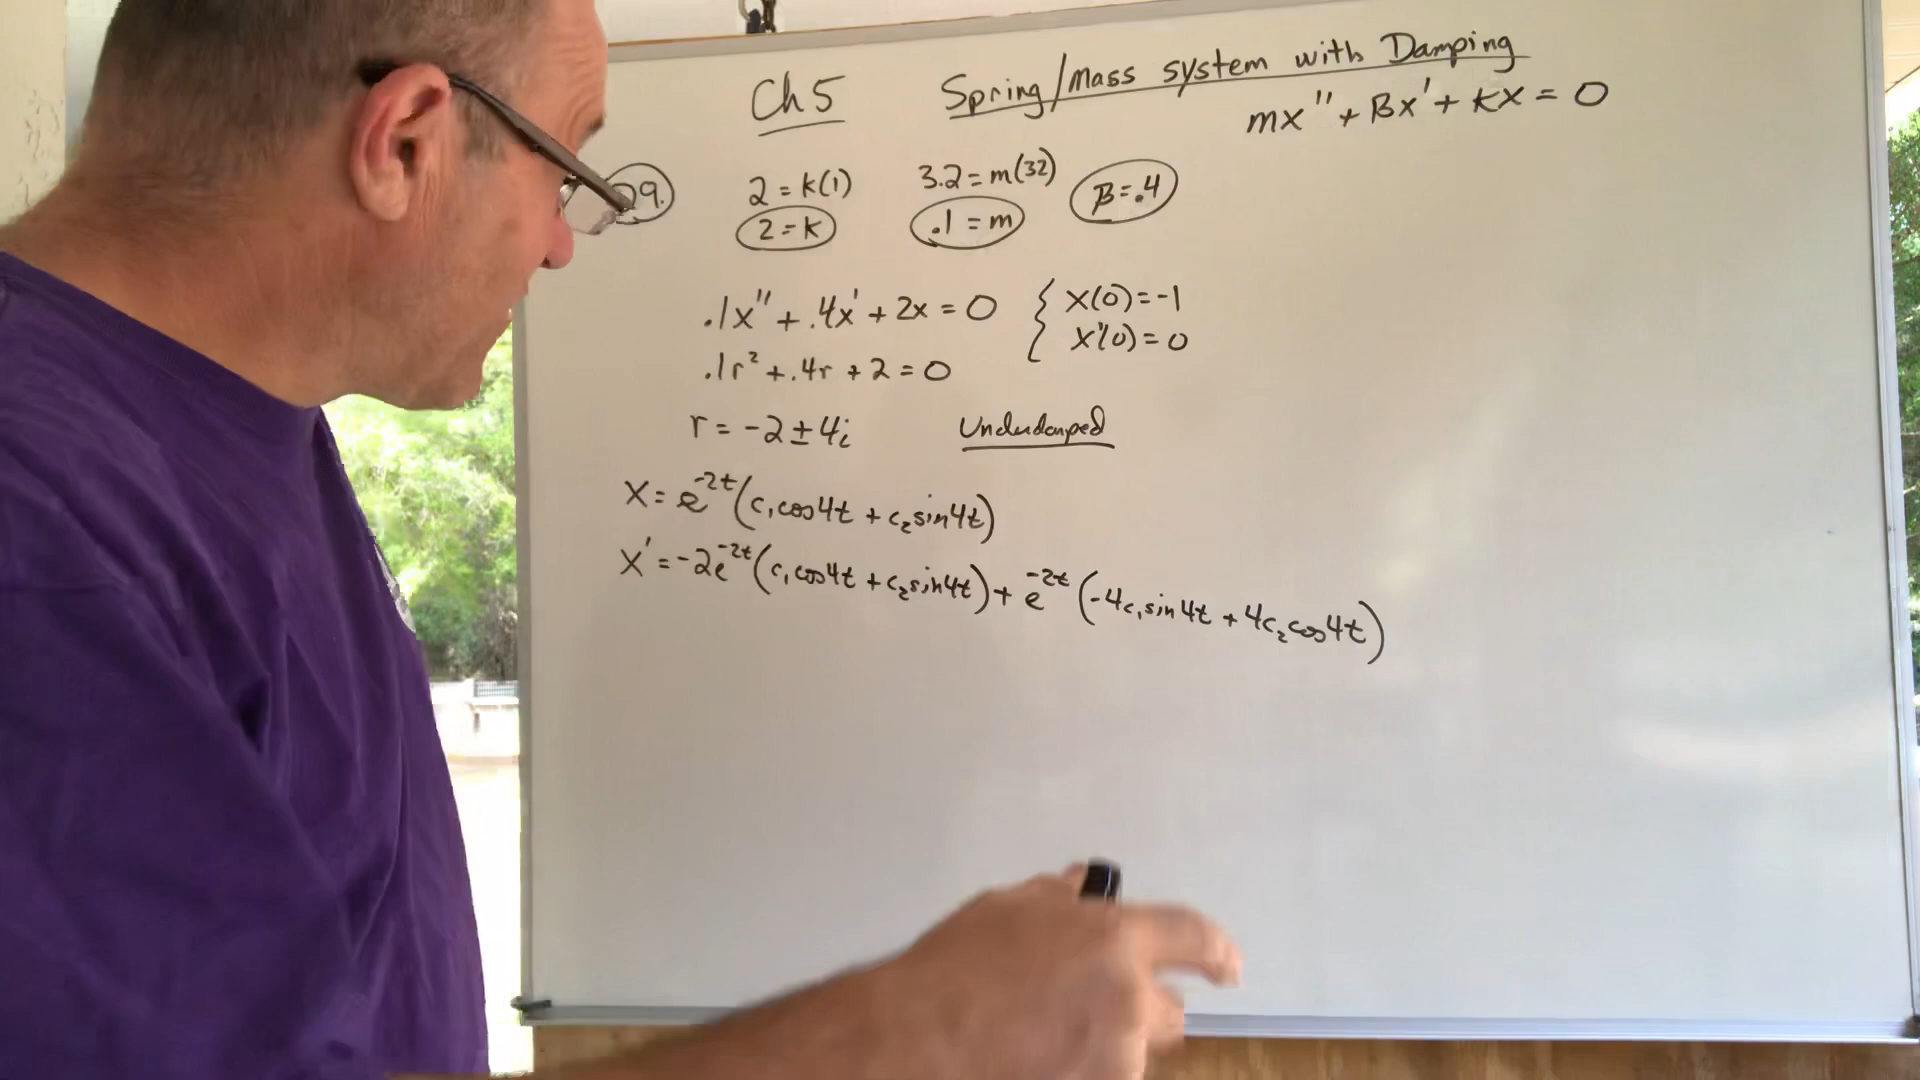 Ch 5 Spring/Mass system with Damping
mx" + βx' + kx = 0
29. 2 = k(1) 3.2 = m(32) β = .4
2 = k .1 = m
.1x" + .4x' + 2x = 0 { x(0) = -1
x'(0) = 0
.1r² + .4r + 2 = 0
r = -2 ± 4i Underdamped
x = e^{-2t}(c₁cos4t + c₂sin4t)
x' = -2e^{-2t}(c₁cos4t + c₂sin4t) + e^{-2t}(-4c₁sin4t + 4c₂cos4t)